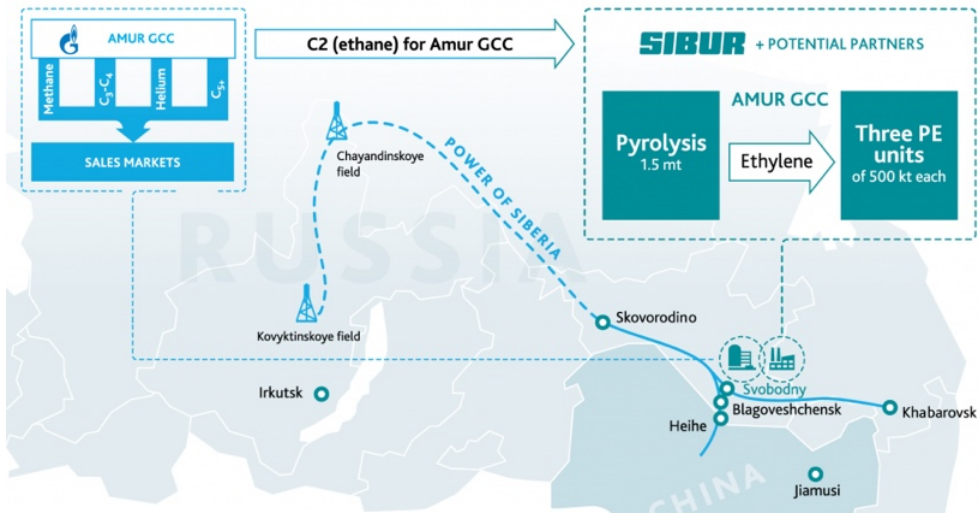 AMUR GCC
Methane
C3-C4
Helium
C5+
SALES MARKETS
C2 (ethane) for Amur GCC
SIBUR + POTENTIAL PARTNERS
AMUR GCC
Pyrolysis
1.5 mt
Ethylene
Three PE
units
of 500 kt each
Chayandinskoye
field
POWER OF SIBERIA
RUSSIA
Kovyktinskoye field
Skovorodino
Irkutsk
Svobodny
Blagoveshchensk
Khabarovsk
Heihe
Jiamusi
CHINA